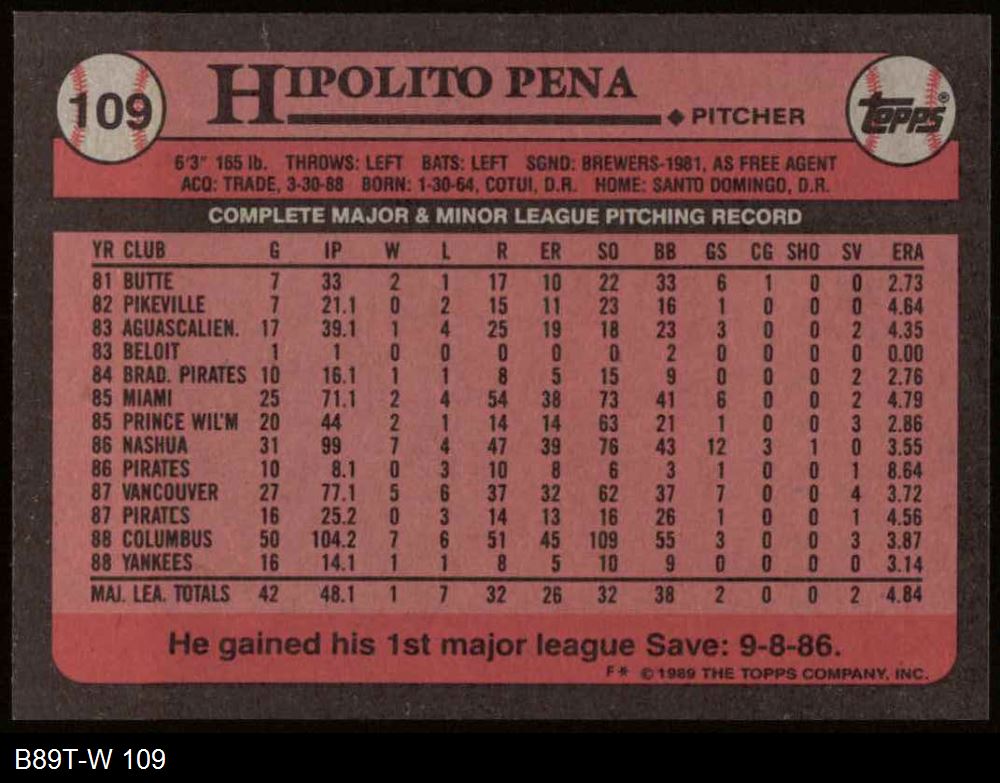 109
HIPOLITO PENA
◆ PITCHER
TOPPS®
6'3" 165 lb. THROWS: LEFT BATS: LEFT SGND: BREWERS-1981, AS FREE AGENT
ACQ: TRADE, 3-30-88 BORN: 1-30-64, COTUI, D.R. HOME: SANTO DOMINGO, D.R.
COMPLETE MAJOR & MINOR LEAGUE PITCHING RECORD
YR CLUB G IP W L R ER SO BB GS CG SHO SV ERA
81 BUTTE 7 33 2 1 17 10 22 33 6 1 0 0 2.73
82 PIKEVILLE 7 21.1 0 2 15 11 23 16 1 0 0 0 4.64
83 AGUASCALIEN. 17 39.1 1 4 25 19 18 23 3 0 0 2 4.35
83 BELOIT 1 1 0 0 0 0 0 2 0 0 0 0 0.00
84 BRAD. PIRATES 10 16.1 1 1 8 5 15 9 0 0 0 2 2.76
85 MIAMI 25 71.1 2 4 54 38 73 41 6 0 0 2 4.79
85 PRINCE WIL'M 20 44 2 1 14 14 63 21 1 0 0 3 2.86
86 NASHUA 31 99 7 4 47 39 76 43 12 3 1 0 3.55
86 PIRATES 10 8.1 0 3 10 8 6 3 1 0 0 1 8.64
87 VANCOUVER 27 77.1 5 6 37 32 62 37 7 0 0 4 3.72
87 PIRATES 16 25.2 0 3 14 13 16 26 1 0 0 1 4.56
88 COLUMBUS 50 104.2 7 6 51 45 109 55 3 0 0 3 3.87
88 YANKEES 16 14.1 1 1 8 5 10 9 0 0 0 0 3.14
MAJ. LEA. TOTALS 42 48.1 1 7 32 26 32 38 2 0 0 2 4.84
He gained his 1st major league Save: 9-8-86.
F* © 1989 THE TOPPS COMPANY, INC.
B89T-W 109